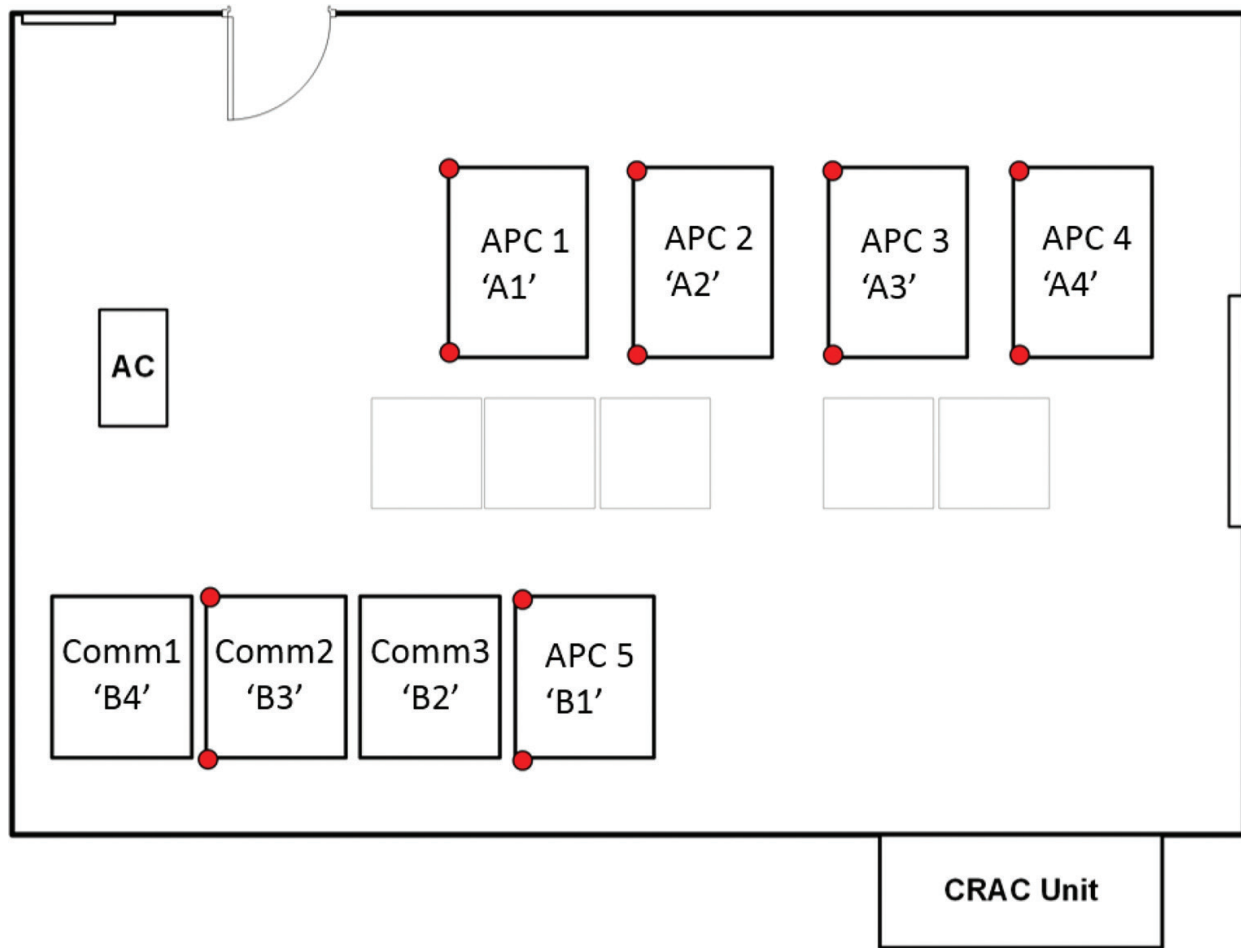 APC 1
‘A1’
APC 2
‘A2’
APC 3
‘A3’
APC 4
‘A4’
AC
Comm1
‘B4’
Comm2
‘B3’
Comm3
‘B2’
APC 5
‘B1’
CRAC Unit